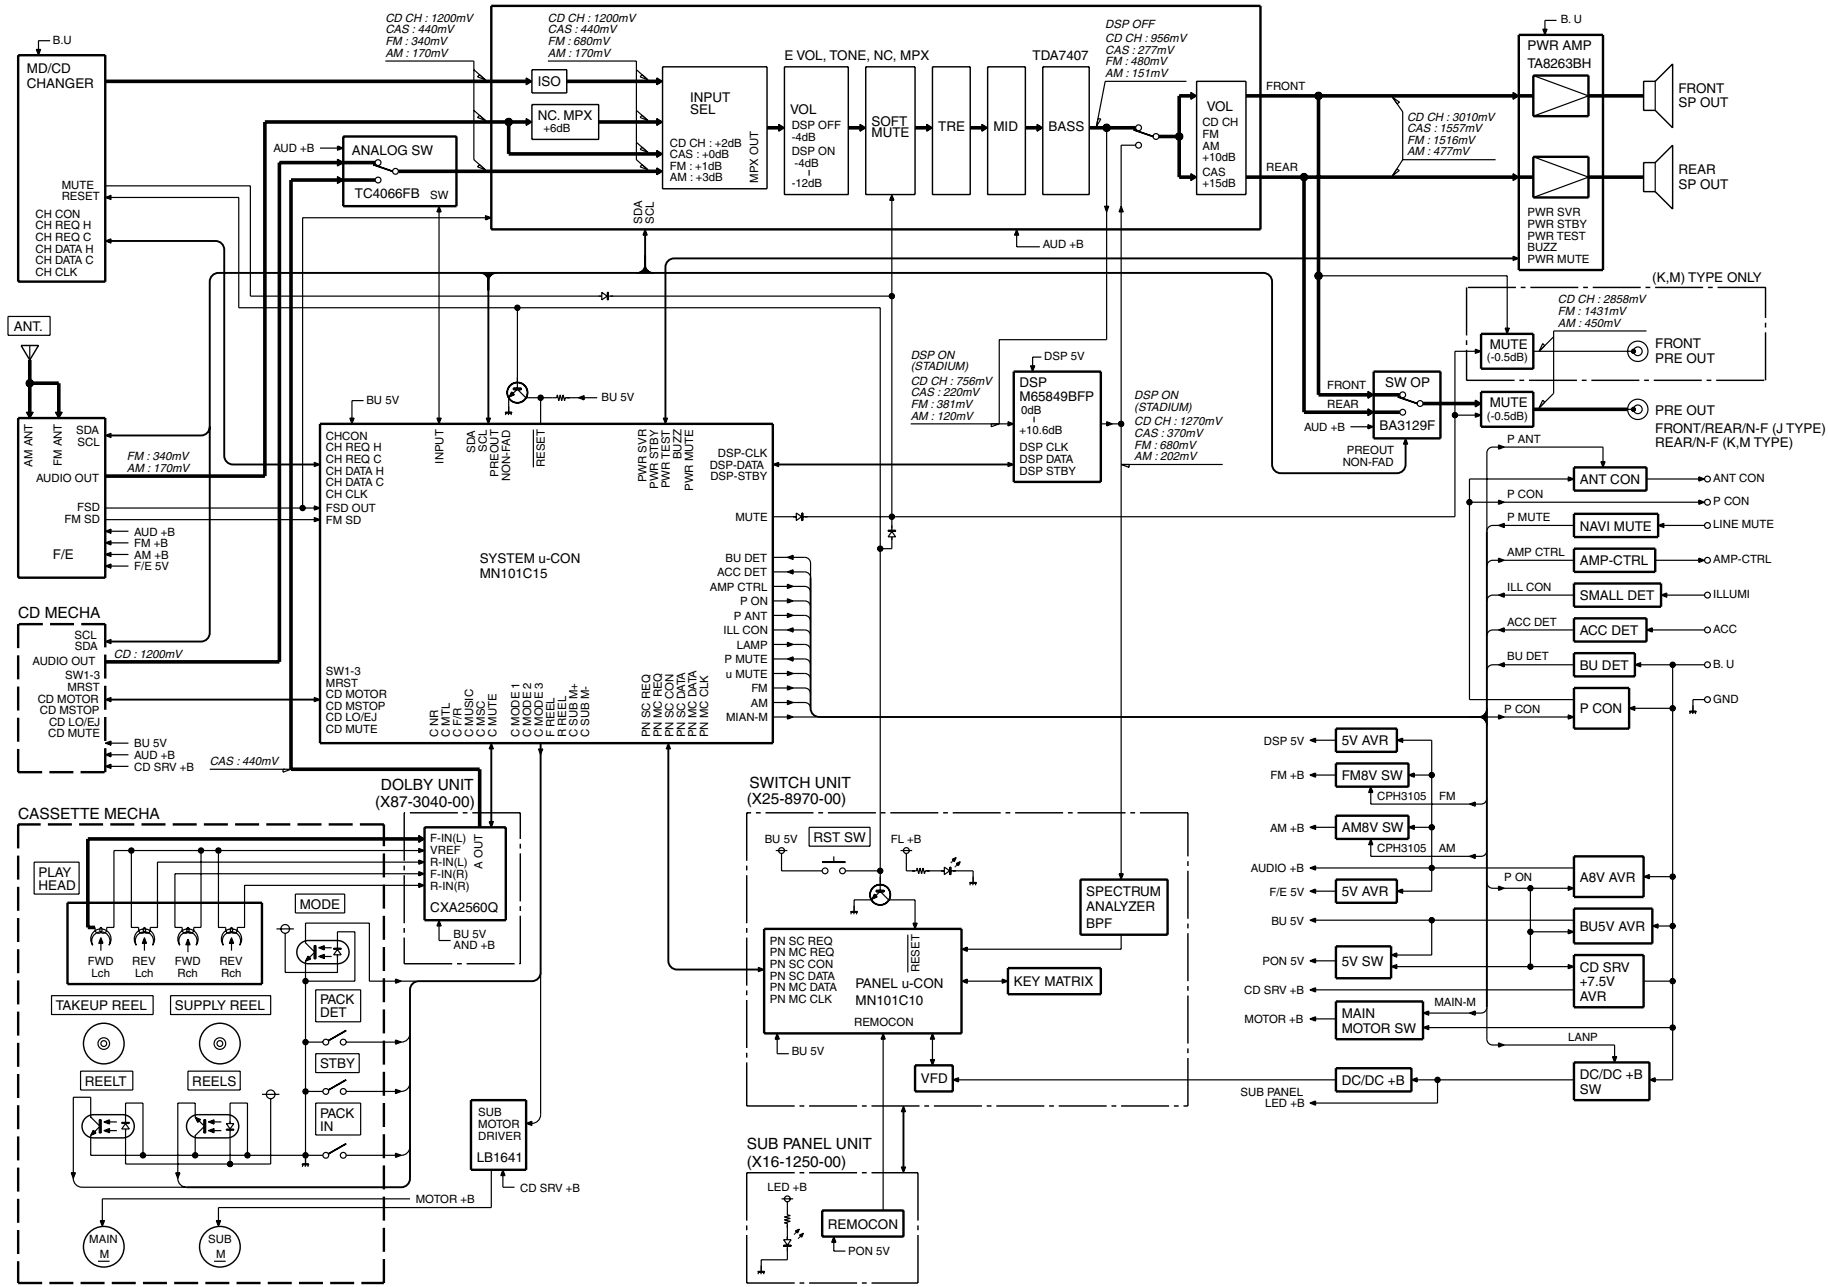 B.U
MD/CD
CHANGER
MUTE
RESET
CH CON
CH REQ H
CH REQ C
CH DATA H
CH DATA C
CH CLK
CD CH : 1200mV
CAS : 440mV
FM : 340mV
AM : 170mV
CD CH : 1200mV
CAS : 440mV
FM : 680mV
AM : 170mV
ISO
NC. MPX
+6dB
AUD +B
ANALOG SW
TC4066FB
SW
INPUT
SEL
CD CH : +2dB
CAS : +0dB
FM : +1dB
AM : +3dB
MPX OUT
SDA
SCL
E VOL, TONE, NC, MPX
TDA7407
VOL
DSP OFF
-4dB
DSP ON
-4dB
-12dB
SOFT
MUTE
TRE
MID
BASS
DSP OFF
CD CH : 956mV
CAS : 277mV
FM : 480mV
AM : 151mV
VOL
CD CH
FM
AM
+10dB
CAS
+15dB
AUD +B
FRONT
REAR
CD CH : 3010mV
CAS : 1557mV
FM : 1516mV
AM : 477mV
B. U
PWR AMP
TA8263BH
PWR SVR
PWR STBY
PWR TEST
BUZZ
PWR MUTE
FRONT
SP OUT
REAR
SP OUT
(K,M) TYPE ONLY
CD CH : 2858mV
FM : 1431mV
AM : 450mV
MUTE
(-0.5dB)
FRONT
PRE OUT
MUTE
(-0.5dB)
PRE OUT
FRONT/REAR/N-F (J TYPE)
REAR/N-F (K,M TYPE)
FRONT
REAR
AUD +B
SW OP
BA3129F
PREOUT
NON-FAD
DSP ON
(STADIUM)
CD CH : 756mV
CAS : 220mV
FM : 381mV
AM : 120mV
DSP 5V
DSP
M65849BFP
0dB
+10.6dB
DSP CLK
DSP DATA
DSP STBY
DSP ON
(STADIUM)
CD CH : 1270mV
CAS : 370mV
FM : 680mV
AM : 202mV
ANT.
AM ANT
FM ANT
SDA
SCL
AUDIO OUT
FSD
FM SD
F/E
FM : 340mV
AM : 170mV
AUD +B
FM +B
AM +B
F/E 5V
BU 5V
BU 5V
CHCON
CH REQ H
CH REQ C
CH DATA H
CH DATA C
CH CLK
FSD OUT
FM SD
INPUT
SDA
SCL
PREOUT
NON-FAD
RESET
PWR SVR
PWR STBY
PWR TEST
BUZZ
PWR MUTE
DSP-CLK
DSP-DATA
DSP-STBY
MUTE
SYSTEM u-CON
MN101C15
BU DET
ACC DET
AMP CTRL
P ON
P ANT
ILL CON
LAMP
P MUTE
u MUTE
FM
AM
MIAN-M
SW1-3
MRST
CD MOTOR
CD MSTOP
CD LO/EJ
CD MUTE
C NR
C MTL
C F/R
C MUSIC
C MSC
C MUTE
C MODE 1
C MODE 2
C MODE 3
F REEL
R REEL
C SUB M+
C SUB M-
PN SC REQ
PN MC REQ
PN SC CON
PN SC DATA
PN MC DATA
PN MC CLK
CD MECHA
SCL
SDA
AUDIO OUT
SW1-3
MRST
CD MOTOR
CD MSTOP
CD LO/EJ
CD MUTE
CD : 1200mV
BU 5V
AUD +B
CD SRV +B
CAS : 440mV
CASSETTE MECHA
PLAY
HEAD
FWD
Lch
REV
Lch
FWD
Rch
REV
Rch
MODE
TAKEUP REEL
SUPPLY REEL
REELT
REELS
PACK
DET
STBY
PACK
IN
MAIN
M
SUB
M
MOTOR +B
DOLBY UNIT
(X87-3040-00)
F-IN(L)
VREF
R-IN(L)
F-IN(R)
R-IN(R)
A OUT
CXA2560Q
BU 5V
AND +B
SUB
MOTOR
DRIVER
LB1641
CD SRV +B
SWITCH UNIT
(X25-8970-00)
BU 5V
RST SW
FL +B
SPECTRUM
ANALYZER
BPF
PN SC REQ
PN MC REQ
PN SC CON
PN SC DATA
PN MC DATA
PN MC CLK
RESET
PANEL u-CON
MN101C10
REMOCON
KEY MATRIX
BU 5V
VFD
SUB PANEL UNIT
(X16-1250-00)
LED +B
REMOCON
PON 5V
P ANT
ANT CON
ANT CON
P CON
P CON
P MUTE
NAVI MUTE
LINE MUTE
AMP CTRL
AMP-CTRL
AMP-CTRL
ILL CON
SMALL DET
ILLUMI
ACC DET
ACC DET
ACC
BU DET
BU DET
B. U
P CON
P CON
GND
DSP 5V
5V AVR
FM +B
FM8V SW
CPH3105
FM
AM +B
AM8V SW
CPH3105
AM
AUDIO +B
P ON
A8V AVR
F/E 5V
5V AVR
BU 5V
BU5V AVR
PON 5V
5V SW
CD SRV
+7.5V
AVR
CD SRV +B
MAIN-M
MOTOR +B
MAIN
MOTOR SW
LANP
DC/DC +B
DC/DC +B
SW
SUB PANEL
LED +B